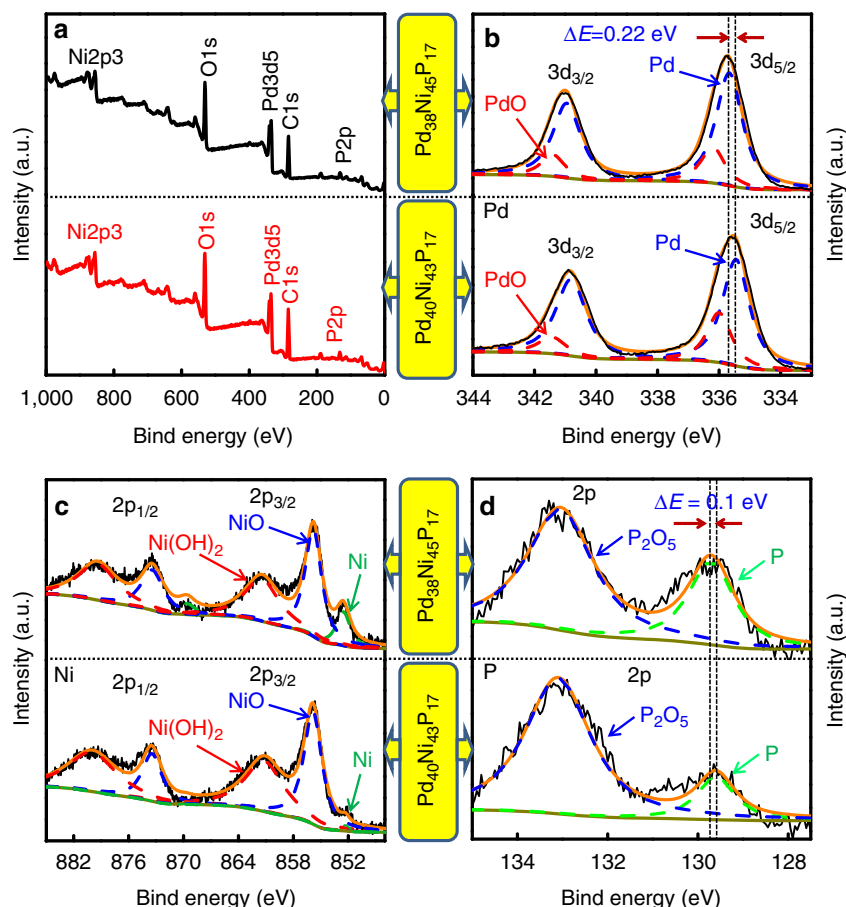 a
Ni2p3
O1s
Pd3d5
C1s
P2p
Ni2p3
O1s
Pd3d5
C1s
P2p
Intensity (a.u.)
1,000 800 600 400 200 0
Bind energy (eV)
Pd38Ni45P17
Pd40Ni43P17
b
ΔE=0.22 eV
3d3/2
Pd
3d5/2
PdO
Pd
3d3/2
Pd
3d5/2
PdO
Intensity (a.u.)
344 342 340 338 336 334
Bind energy (eV)
c
2p1/2
2p3/2
NiO
Ni(OH)2
Ni
Ni
2p1/2
2p3/2
NiO
Ni(OH)2
Ni
Intensity (a.u.)
882 876 870 864 858 852
Bind energy (eV)
Pd38Ni45P17
Pd40Ni43P17
d
2p
ΔE = 0.1 eV
P2O5
P
P
2p
P2O5
P
Intensity (a.u.)
134 132 130 128
Bind energy (eV)